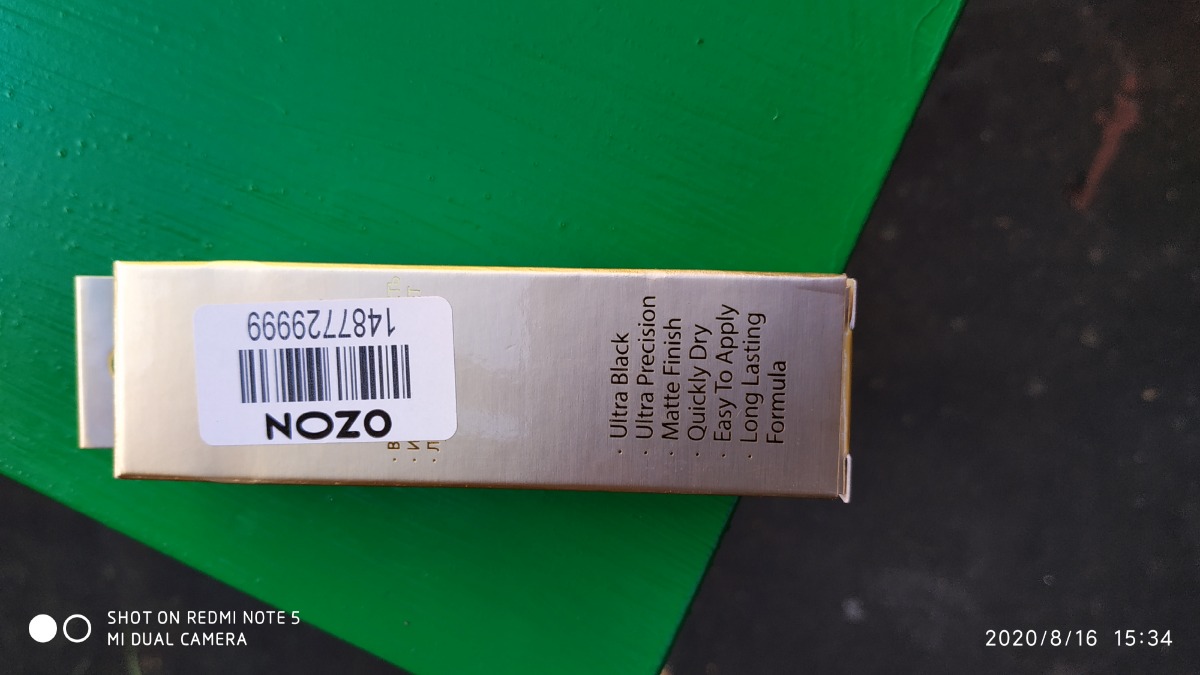 1487729999
OZON
· Ultra Black
· Ultra Precision
· Matte Finish
· Quickly Dry
· Easy To Apply
· Long Lasting
Formula
SHOT ON REDMI NOTE 5
MI DUAL CAMERA
2020/8/16 15:34